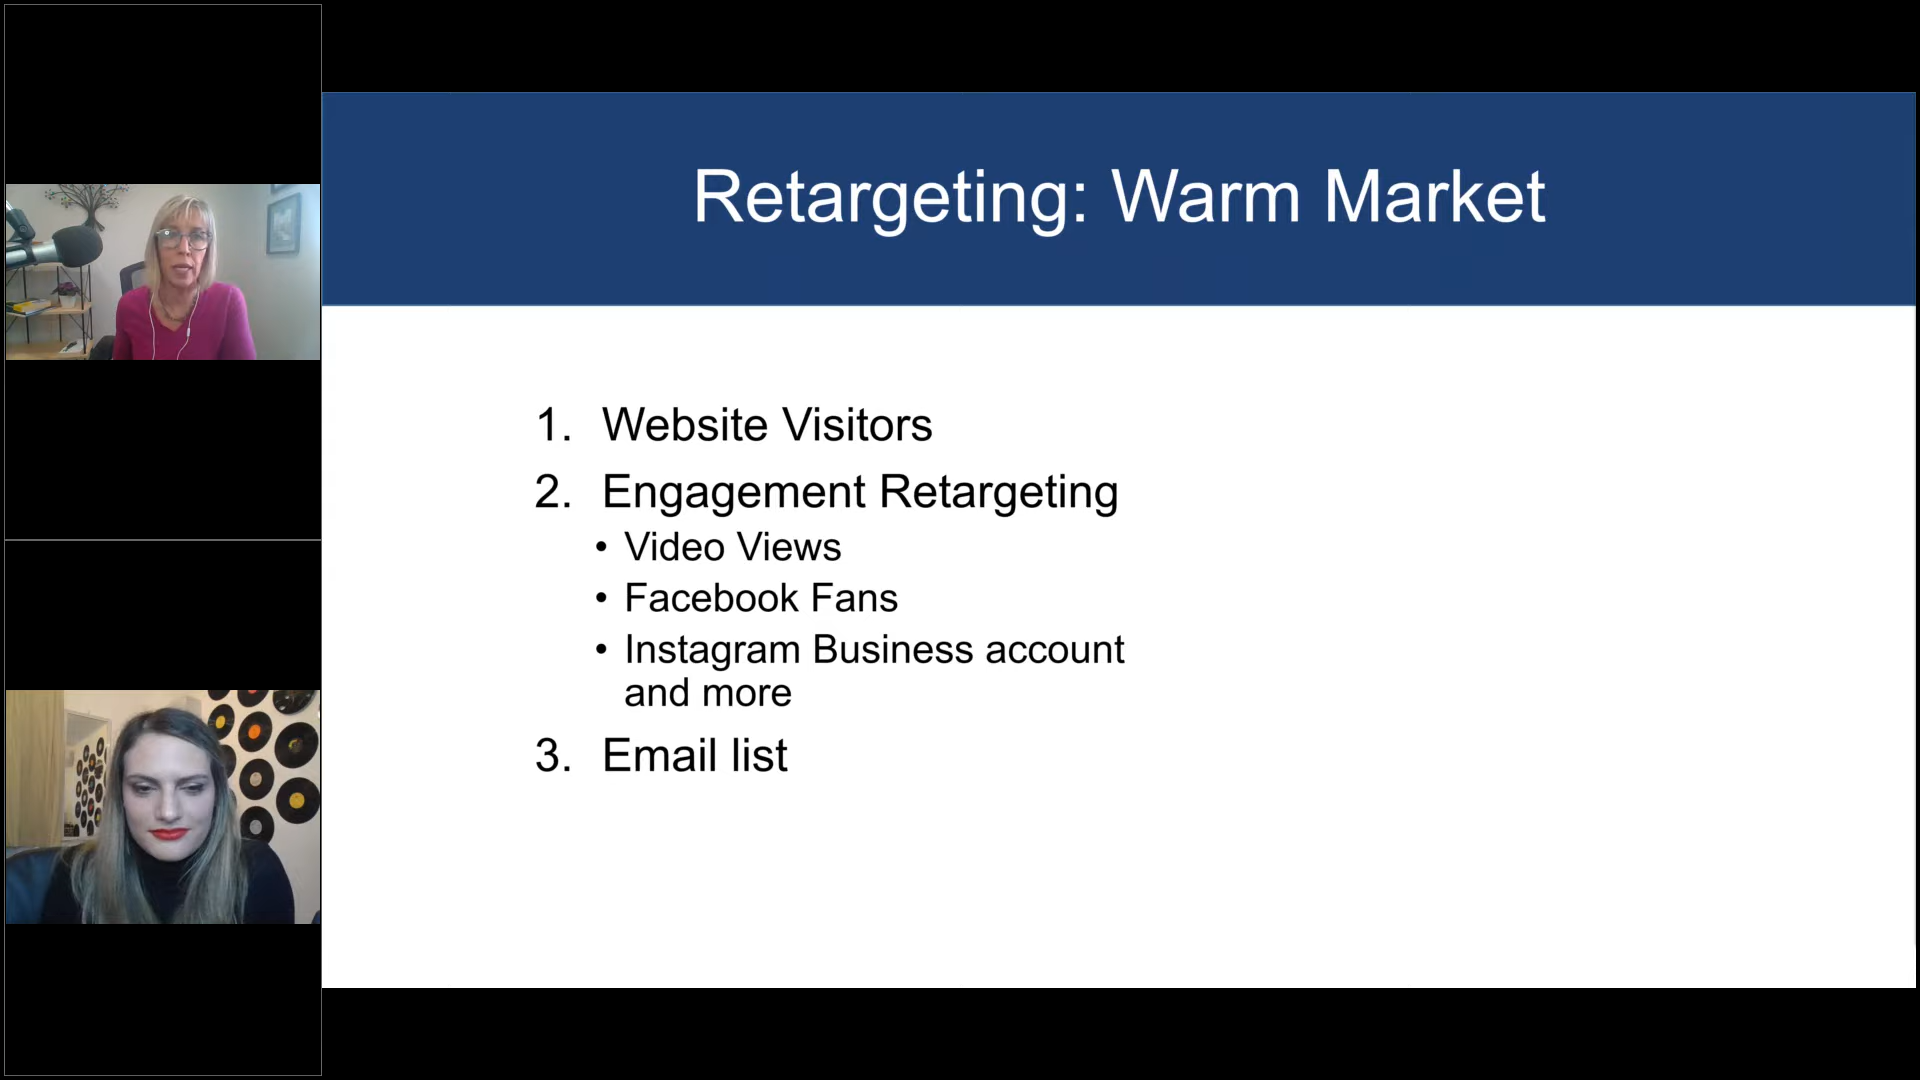 Retargeting: Warm Market
1. Website Visitors
2. Engagement Retargeting
• Video Views
• Facebook Fans
• Instagram Business account
and more
3. Email list